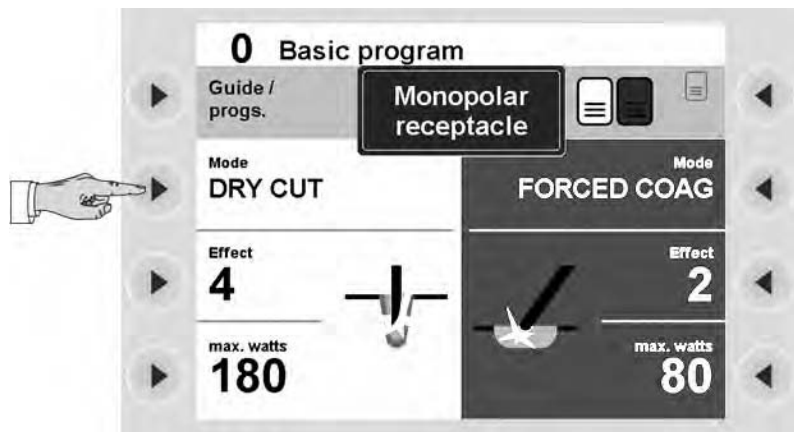 0 Basic program
Guide /
progs.
Monopolar
receptacle
Mode
DRY CUT
Mode
FORCED COAG
Effect
4
Effect
2
max. watts
180
max. watts
80